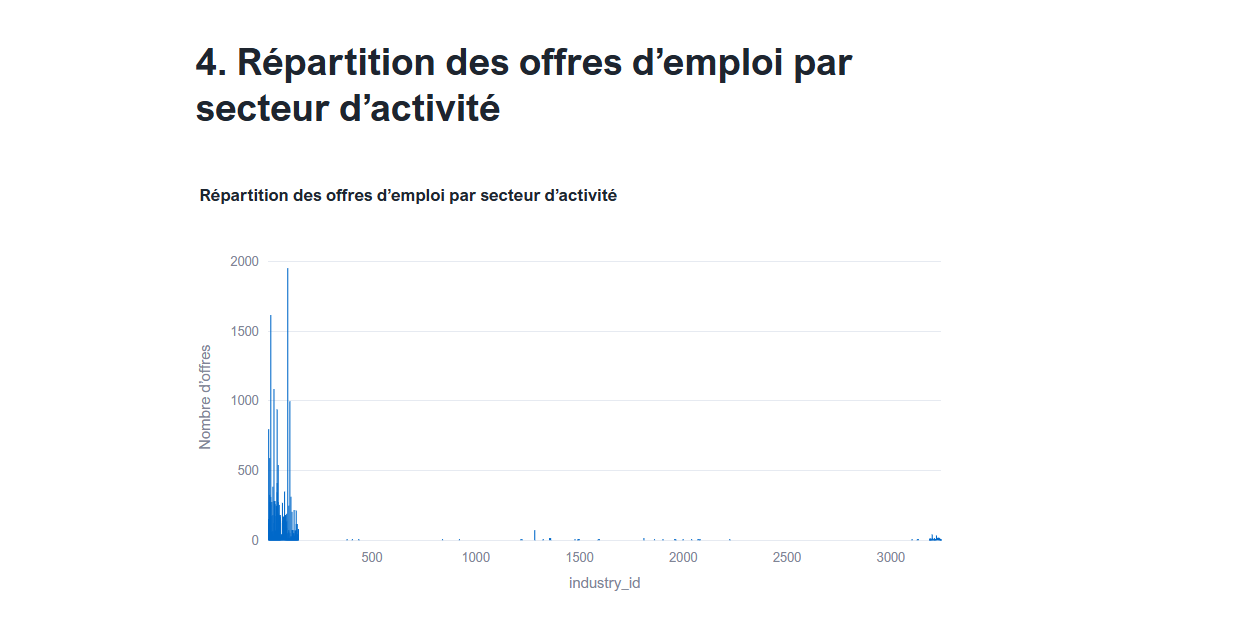 4. Répartition des offres d’emploi par
secteur d’activité
Répartition des offres d’emploi par secteur d’activité
2000
1500
1000
500
0
Nombre d’offres
500 1000 1500 2000 2500 3000
industry_id